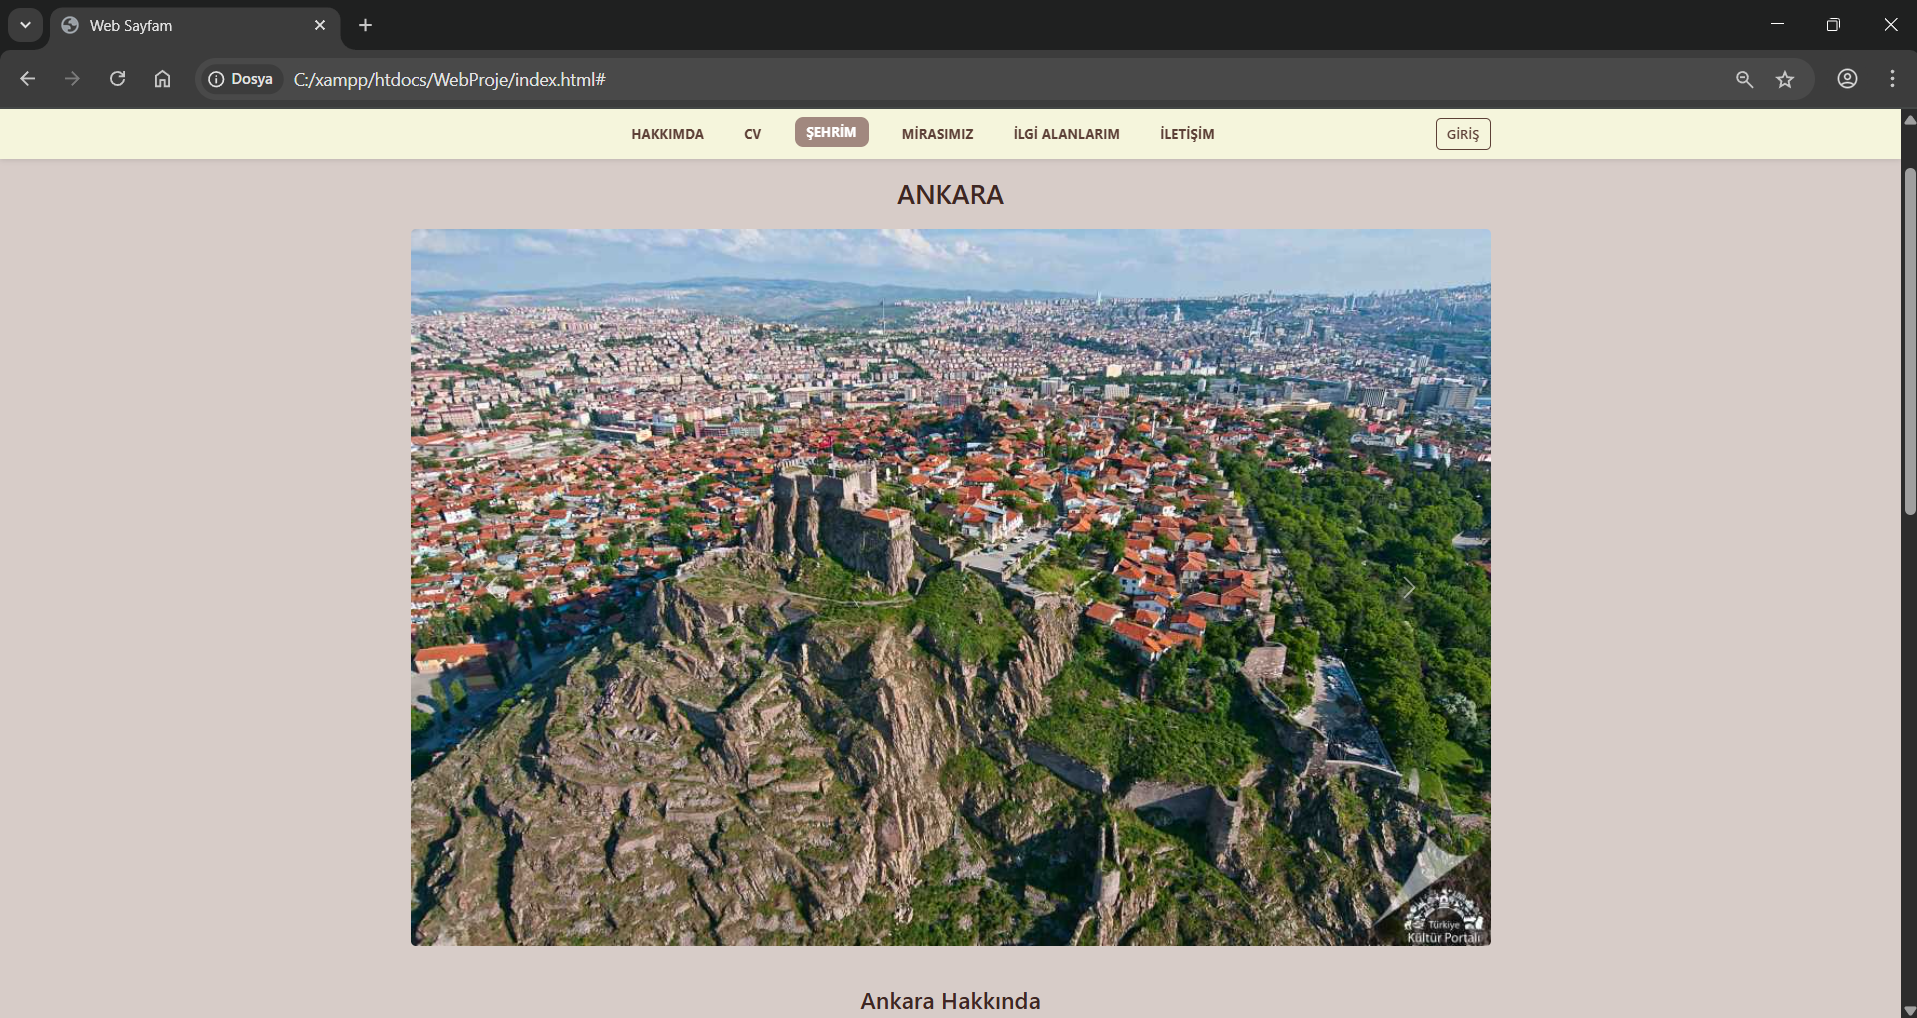 Web Sayfam
Dosya C:/xampp/htdocs/WebProje/index.html#
HAKKIMDA CV ŞEHRİM MİRASIMIZ İLGİ ALANLARIM İLETİŞİM GİRİŞ
ANKARA
Türkiye
Kültür Portalı
Ankara Hakkında